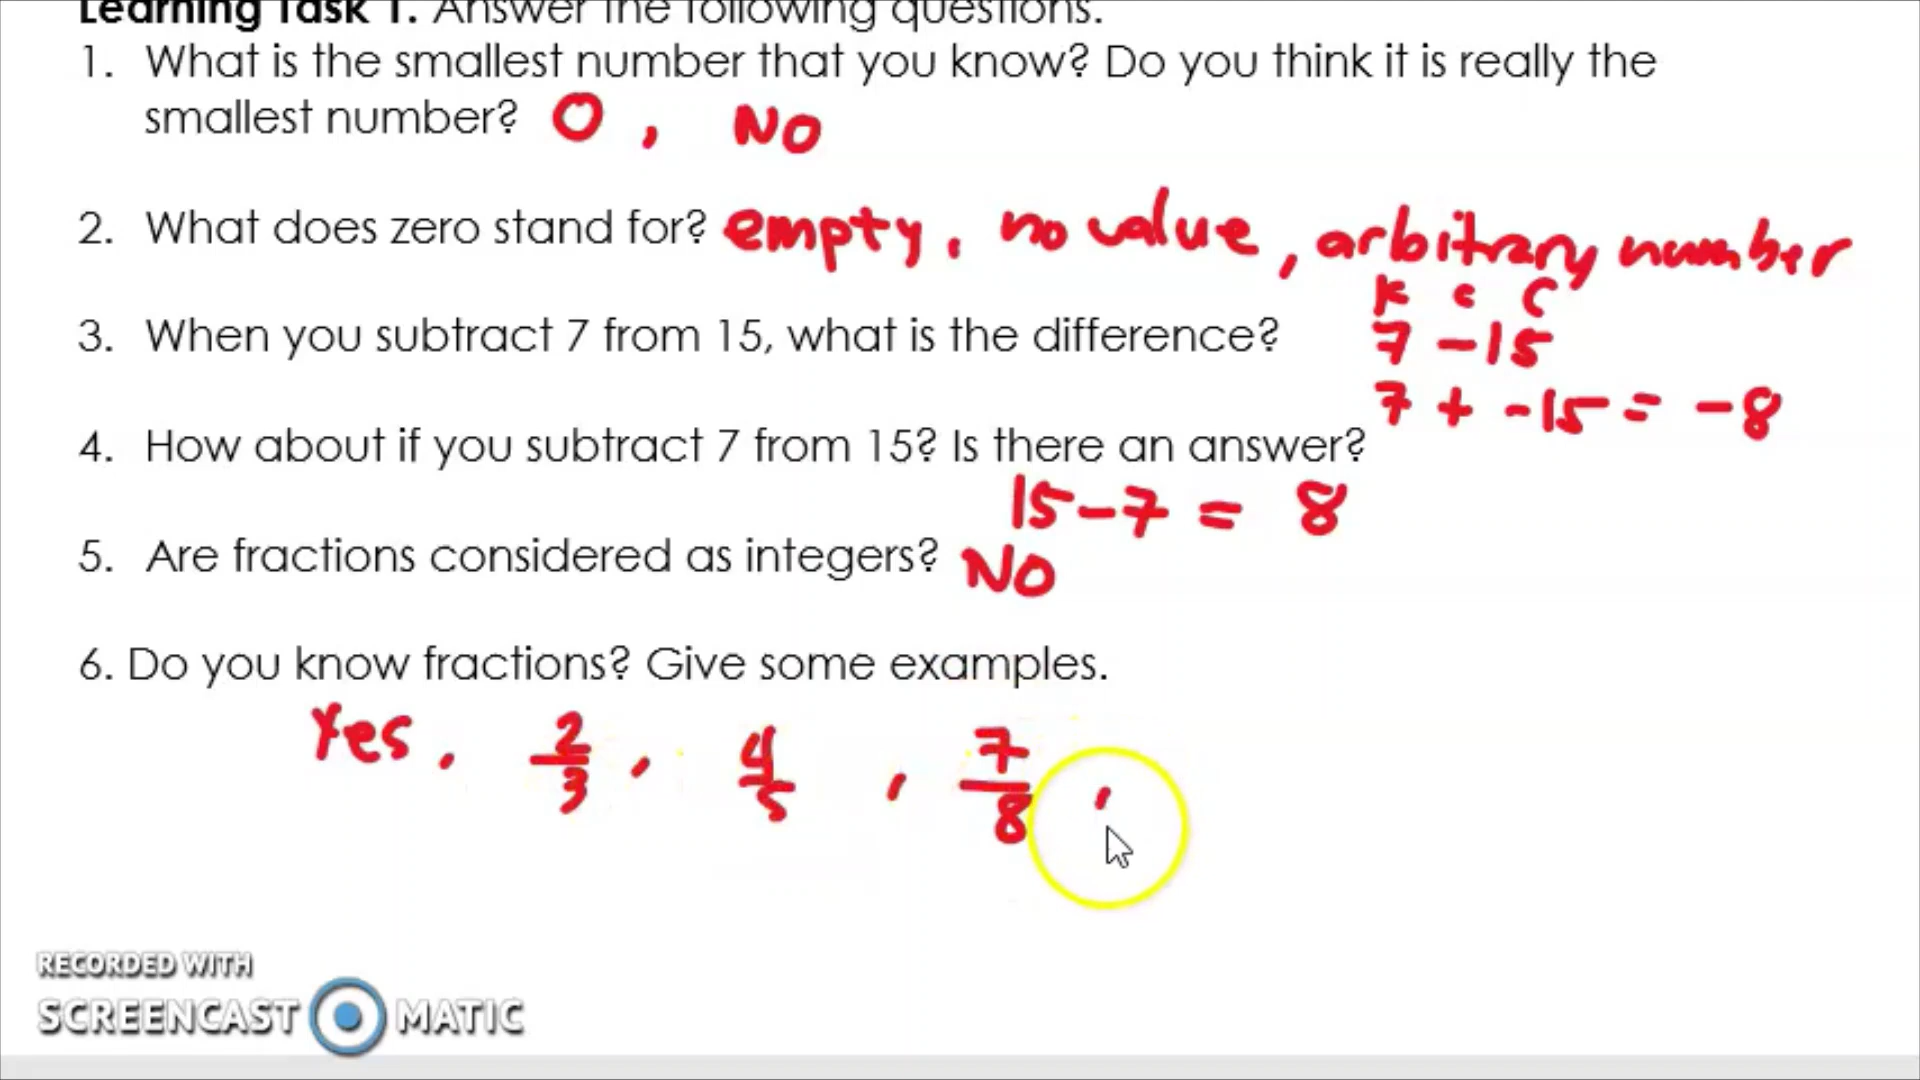 Learning Task 1. Answer the following questions.
1. What is the smallest number that you know? Do you think it is really the
smallest number? 0 , NO
2. What does zero stand for? empty, no value, arbitrary number
K C C
3. When you subtract 7 from 15, what is the difference? 7 - 15
7 + -15 = -8
4. How about if you subtract 7 from 15? Is there an answer?
15 - 7 = 8
5. Are fractions considered as integers? NO
6. Do you know fractions? Give some examples.
Yes, 2/3, 4/5, 7/8,
RECORDED WITH
SCREENCAST MATIC